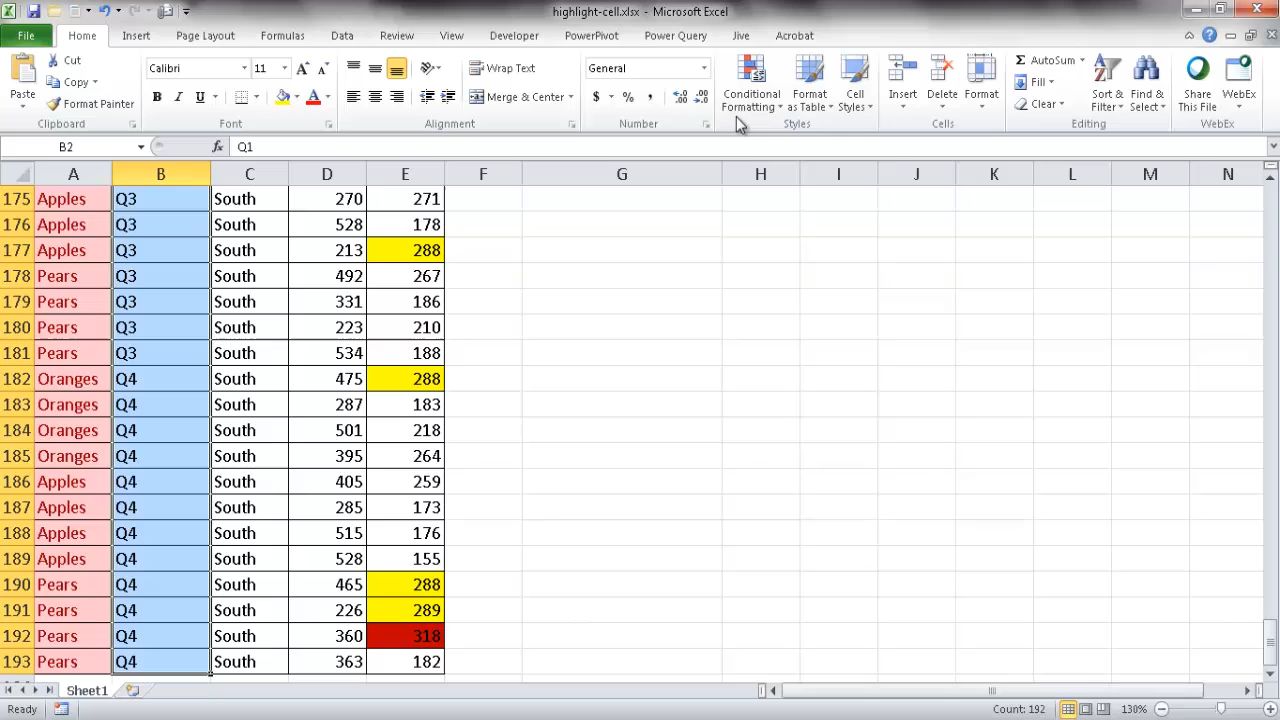 highlight-cell.xlsx - Microsoft Excel
File Home Insert Page Layout Formulas Data Review View Developer PowerPivot Power Query Jive Acrobat
Paste Cut Copy Format Painter
Calibri 11 A A
B I U A
Wrap Text
Merge & Center
General
$ % ,
Conditional Formatting
Format as Table
Cell Styles
Insert Delete Format
Σ AutoSum
Fill
Clear
Sort & Filter
Find & Select
Share This File
WebEx
Clipboard Font Alignment Number Styles Cells Editing WebEx
B2 fx Q1
A B C D E F G H I J K L M N
175 Apples Q3 South 270 271
176 Apples Q3 South 528 178
177 Apples Q3 South 213 288
178 Pears Q3 South 492 267
179 Pears Q3 South 331 186
180 Pears Q3 South 223 210
181 Pears Q3 South 534 188
182 Oranges Q4 South 475 288
183 Oranges Q4 South 287 183
184 Oranges Q4 South 501 218
185 Oranges Q4 South 395 264
186 Apples Q4 South 405 259
187 Apples Q4 South 285 173
188 Apples Q4 South 515 176
189 Apples Q4 South 528 155
190 Pears Q4 South 465 288
191 Pears Q4 South 226 289
192 Pears Q4 South 360 318
193 Pears Q4 South 363 182
Sheet1
Ready Count: 192 130%